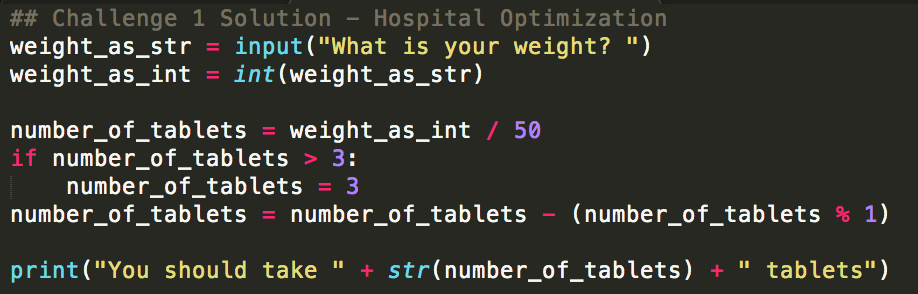 ## Challenge 1 Solution - Hospital Optimization
weight_as_str = input("What is your weight? ")
weight_as_int = int(weight_as_str)

number_of_tablets = weight_as_int / 50
if number_of_tablets > 3:
    number_of_tablets = 3
number_of_tablets = number_of_tablets - (number_of_tablets % 1)

print("You should take " + str(number_of_tablets) + " tablets")